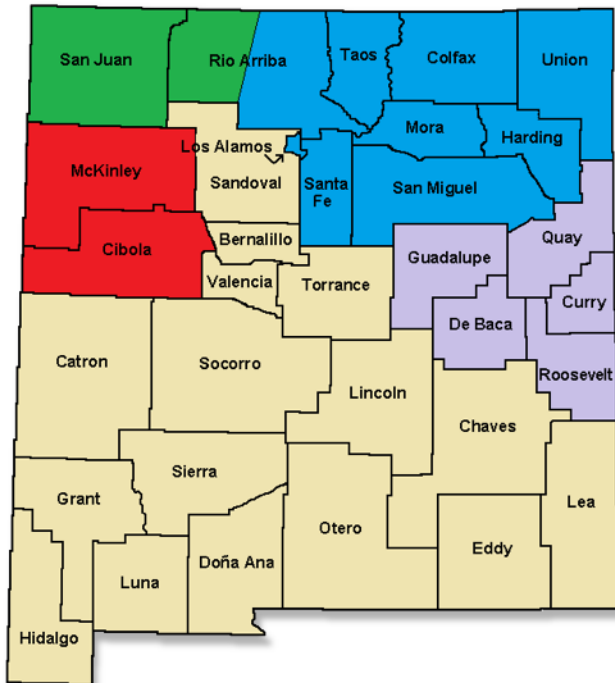 San Juan
Rio Arriba
Taos
Colfax
Union
Mora
Harding
Los Alamos
McKinley
Sandoval
Santa
Fe
San Miguel
Cibola
Bernalillo
Quay
Guadalupe
Valencia
Torrance
Curry
De Baca
Catron
Socorro
Roosevelt
Lincoln
Chaves
Sierra
Grant
Lea
Otero
Eddy
Doña Ana
Luna
Hidalgo